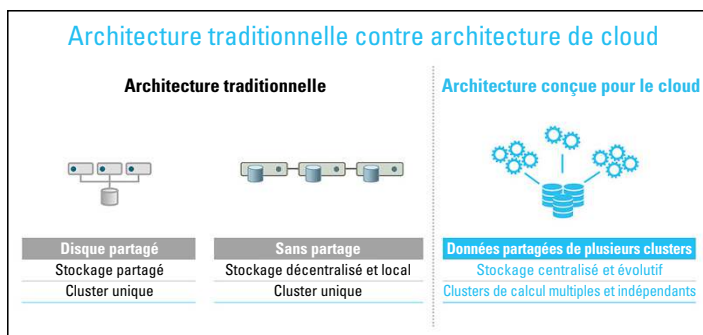 Architecture traditionnelle contre architecture de cloud
Architecture traditionnelle
Architecture conçue pour le cloud
Disque partagé
Stockage partagé
Cluster unique
Sans partage
Stockage décentralisé et local
Cluster unique
Données partagées de plusieurs clusters
Stockage centralisé et évolutif
Clusters de calcul multiples et indépendants